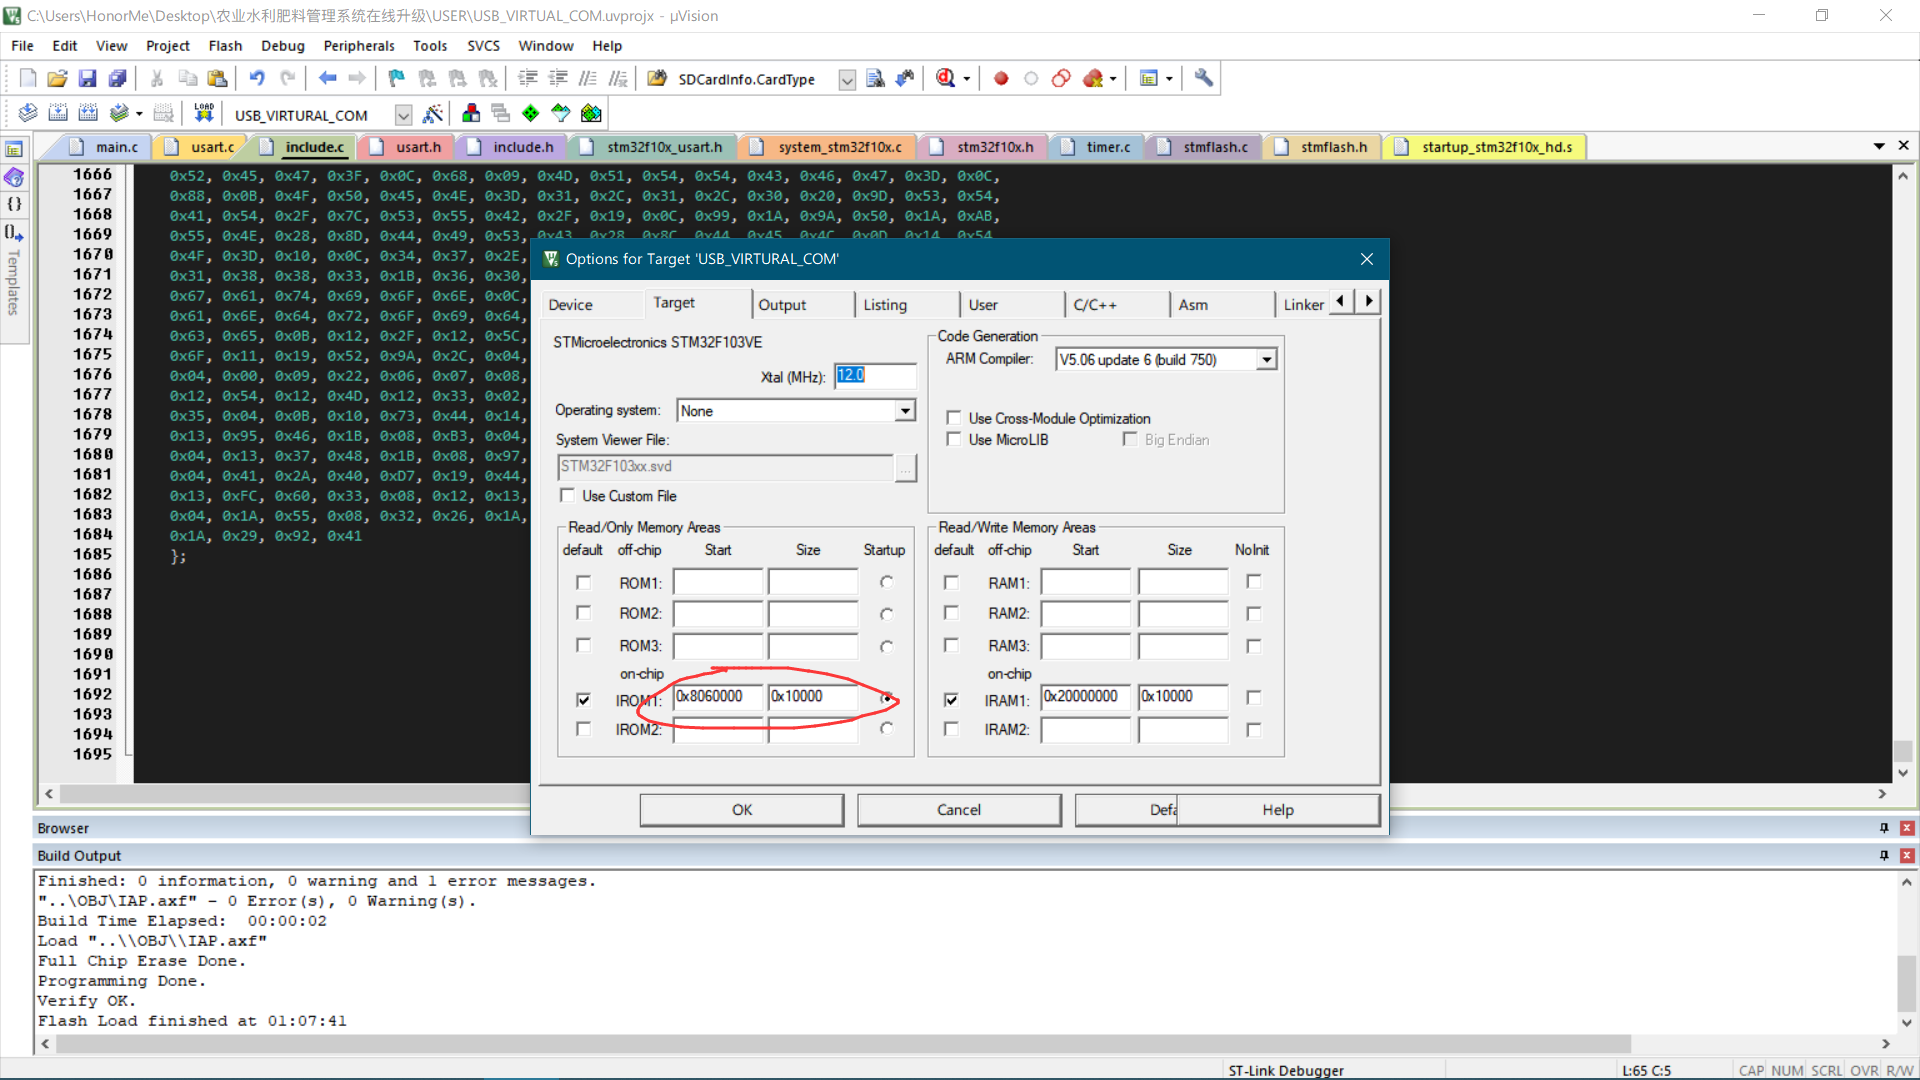 C:\Users\HonorMe\Desktop\农业水利肥料管理系统在线升级\USER\USB_VIRTUAL_COM.uvprojx - µVision
File Edit View Project Flash Debug Peripherals Tools SVCS Window Help
SDCardInfo.CardType
LOAD USB_VIRTURAL_COM
main.c usart.c include.c usart.h include.h stm32f10x_usart.h system_stm32f10x.c stm32f10x.h timer.c stmflash.c stmflash.h startup_stm32f10x_hd.s
Templates
1666 0x52, 0x45, 0x47, 0x3F, 0x0C, 0x68, 0x09, 0x4D, 0x51, 0x54, 0x54, 0x43, 0x46, 0x47, 0x3D, 0x0C,
1667 0x88, 0x0B, 0x4F, 0x50, 0x45, 0x4E, 0x3D, 0x31, 0x2C, 0x31, 0x2C, 0x30, 0x20, 0x9D, 0x53, 0x54,
1668 0x41, 0x54, 0x2F, 0x7C, 0x53, 0x55, 0x42, 0x2F, 0x19, 0x0C, 0x99, 0x1A, 0x9A, 0x50, 0x1A, 0xAB,
1669 0x55, 0x4E, 0x28, 0x8D, 0x44, 0x49, 0x53, 0x43, 0x28, 0x8C, 0x44, 0x45, 0x4C, 0x0D, 0x14, 0x54,
1670 0x4F, 0x3D, 0x10, 0x0C, 0x34, 0x37, 0x2E,
1671 0x31, 0x38, 0x38, 0x33, 0x1B, 0x36, 0x30,
1672 0x67, 0x61, 0x74, 0x69, 0x6F, 0x6E, 0x0C,
1673 0x61, 0x6E, 0x64, 0x72, 0x6F, 0x69, 0x64,
1674 0x63, 0x65, 0x0B, 0x12, 0x2F, 0x12, 0x5C,
1675 0x6F, 0x11, 0x19, 0x52, 0x9A, 0x2C, 0x04,
1676 0x04, 0x00, 0x09, 0x22, 0x06, 0x07, 0x08,
1677 0x12, 0x54, 0x12, 0x4D, 0x12, 0x33, 0x02,
1678 0x35, 0x04, 0x0B, 0x10, 0x73, 0x44, 0x14,
1679 0x13, 0x95, 0x46, 0x1B, 0x08, 0xB3, 0x04,
1680 0x04, 0x13, 0x37, 0x48, 0x1B, 0x08, 0x97,
1681 0x04, 0x41, 0x2A, 0x40, 0xD7, 0x19, 0x44,
1682 0x13, 0xFC, 0x60, 0x33, 0x08, 0x12, 0x13,
1683 0x04, 0x1A, 0x55, 0x08, 0x32, 0x26, 0x1A,
1684 0x1A, 0x29, 0x92, 0x41
1685 };
1686
1687
1688
1689
1690
1691
1692
1693
1694
1695
Options for Target 'USB_VIRTURAL_COM'
Device Target Output Listing User C/C++ Asm Linker
STMicroelectronics STM32F103VE
Xtal (MHz): 12.0
Operating system: None
System Viewer File:
STM32F103xx.svd ...
Use Custom File
Code Generation
ARM Compiler: V5.06 update 6 (build 750)
Use Cross-Module Optimization
Use MicroLIB Big Endian
Read/Only Memory Areas
default off-chip Start Size Startup
ROM1:
ROM2:
ROM3:
on-chip
IROM1: 0x8060000 0x10000
IROM2:
Read/Write Memory Areas
default off-chip Start Size NoInit
RAM1:
RAM2:
RAM3:
on-chip
IRAM1: 0x20000000 0x10000
IRAM2:
OK Cancel Defa Help
Browser
Build Output
Finished: 0 information, 0 warning and 1 error messages.
"..\OBJ\IAP.axf" - 0 Error(s), 0 Warning(s).
Build Time Elapsed: 00:00:02
Load "..\\OBJ\\IAP.axf"
Full Chip Erase Done.
Programming Done.
Verify OK.
Flash Load finished at 01:07:41
ST-Link Debugger L:65 C:5 CAP NUM SCRL OVR R/W